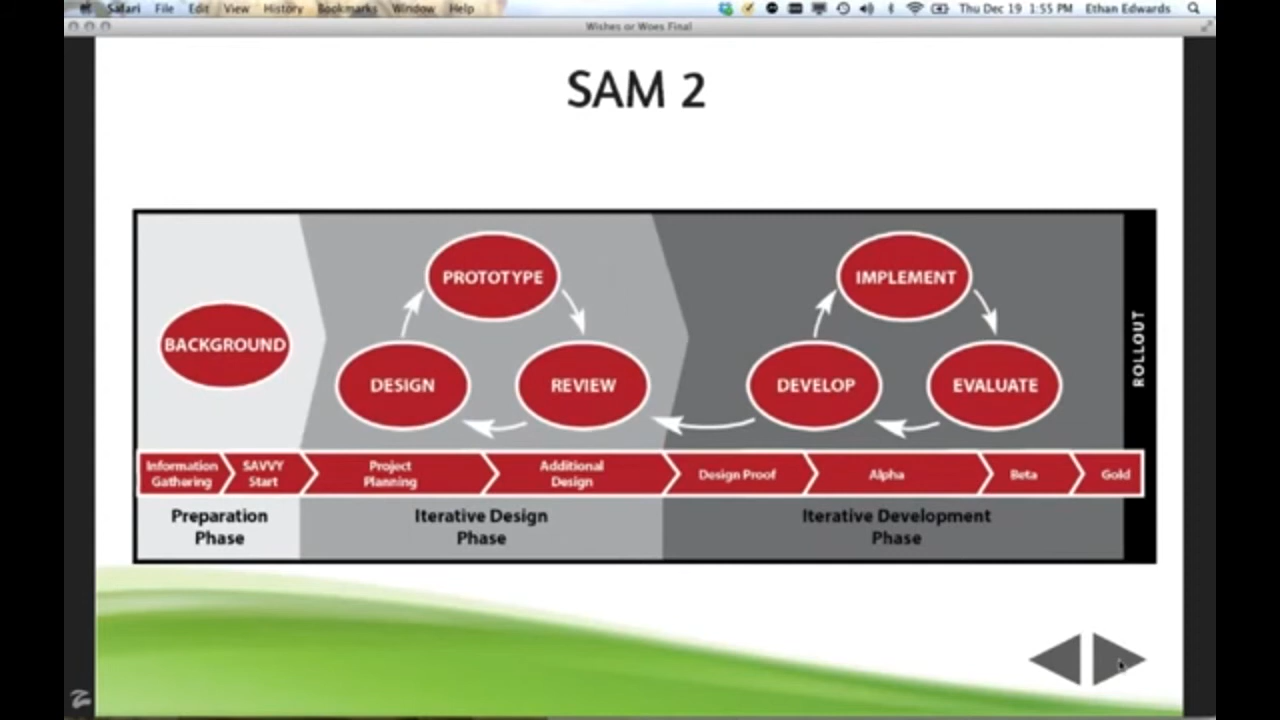 Safari File Edit View History Bookmarks Window Help Thu Dec 19 1:55 PM Ethan Edwards
Wishes or Woes Final
SAM 2
PROTOTYPE
IMPLEMENT
BACKGROUND
DESIGN
REVIEW
DEVELOP
EVALUATE
ROLLOUT
Information
Gathering
SAVVY
Start
Project
Planning
Additional
Design
Design Proof
Alpha
Beta
Gold
Preparation
Phase
Iterative Design
Phase
Iterative Development
Phase